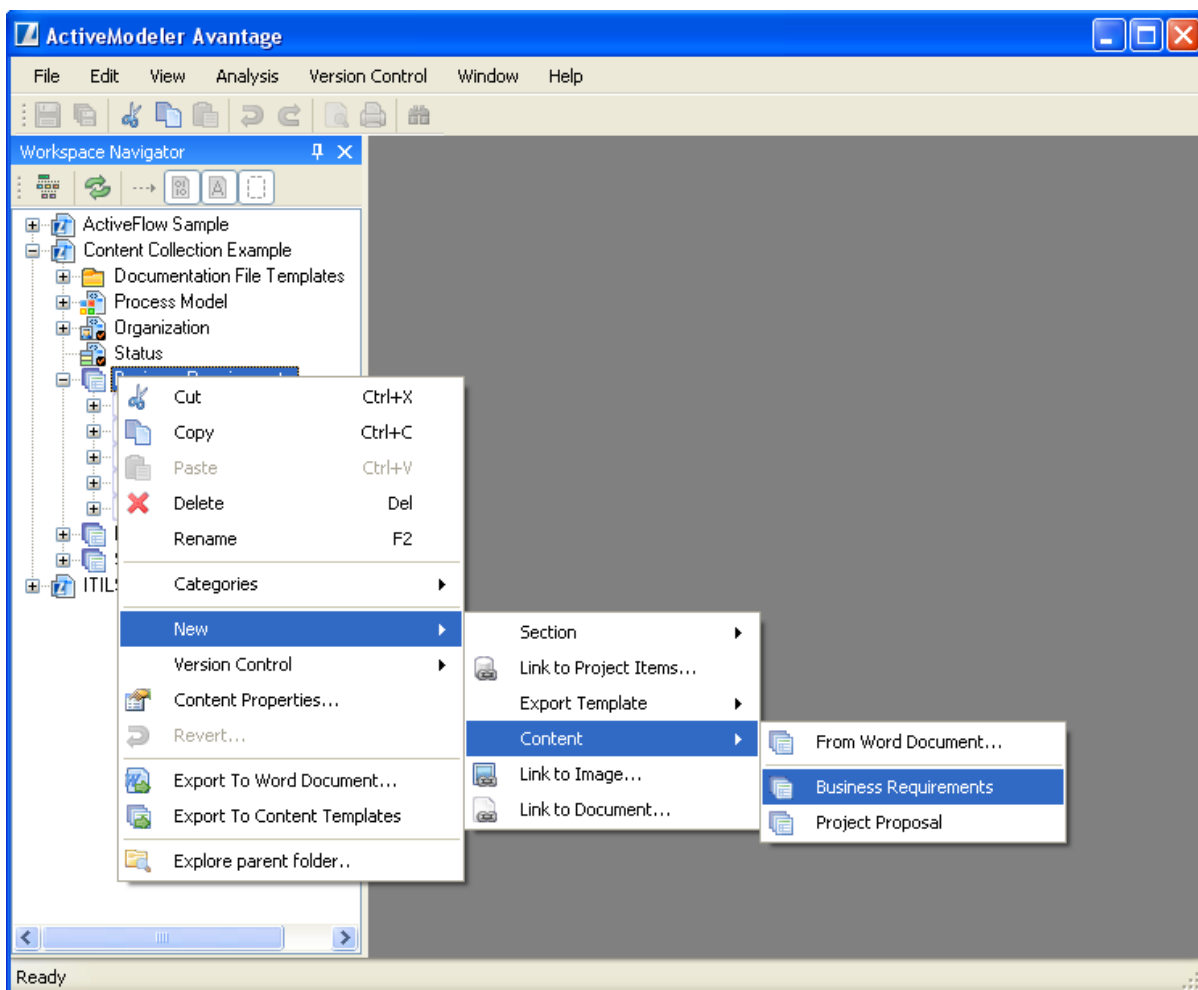 ActiveModeler Avantage
File Edit View Analysis Version Control Window Help
Workspace Navigator
ActiveFlow Sample
Content Collection Example
Documentation File Templates
Process Model
Organization
Status
Cut Ctrl+X
Copy Ctrl+C
Paste Ctrl+V
Delete Del
Rename F2
ITIL
Categories
New
Version Control
Content Properties...
Revert...
Export To Word Document...
Export To Content Templates
Explore parent folder..
Section
Link to Project Items...
Export Template
Content
Link to Image...
Link to Document...
From Word Document...
Business Requirements
Project Proposal
Ready